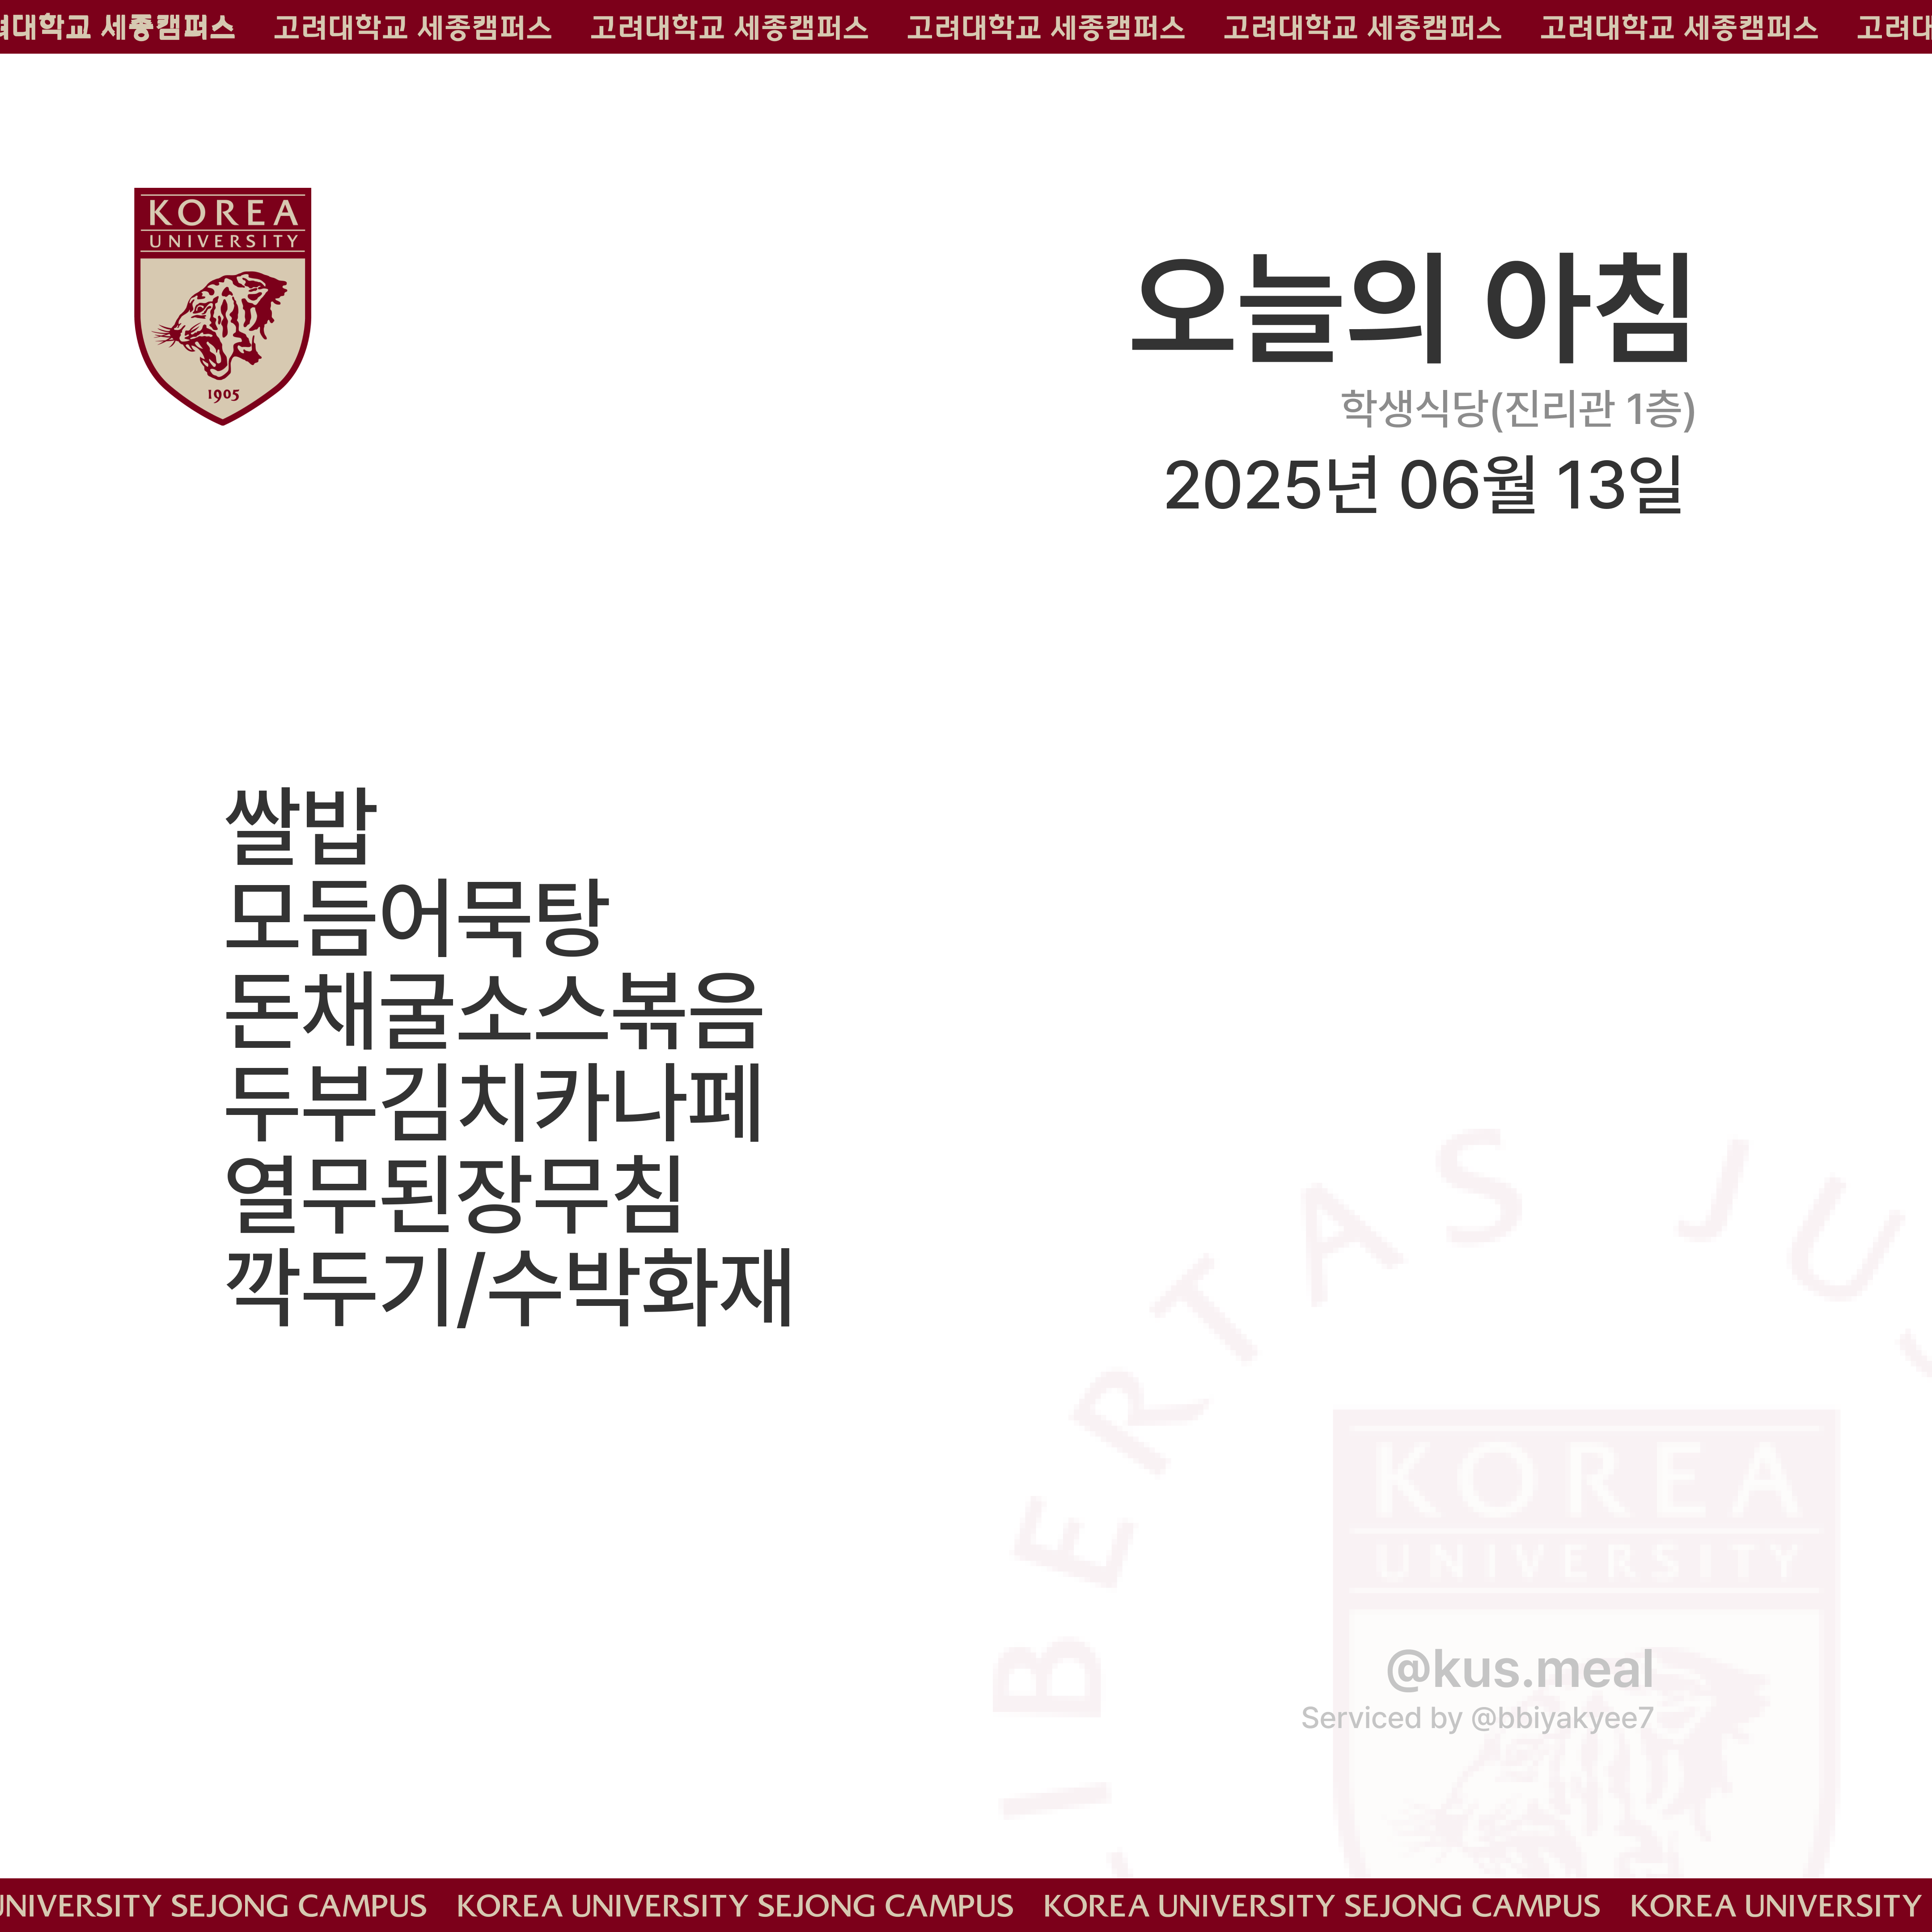 고려대학교 세종캠퍼스 고려대학교 세종캠퍼스 고려대학교 세종캠퍼스 고려대학교 세종캠퍼스 고려대학교 세종캠퍼스 고려대학교 세종캠퍼스 고려대
KOREA
UNIVERSITY
1905
오늘의 아침
학생식당(진리관 1층)
2025년 06월 13일
쌀밥
모듬어묵탕
돈채굴소스볶음
두부김치카나페
열무된장무침
깍두기/수박화재
IBERTAS JU
KOREA
UNIVERSITY
@kus.meal
Serviced by @bbiyakyee7
UNIVERSITY SEJONG CAMPUS KOREA UNIVERSITY SEJONG CAMPUS KOREA UNIVERSITY SEJONG CAMPUS KOREA UNIVERSITY